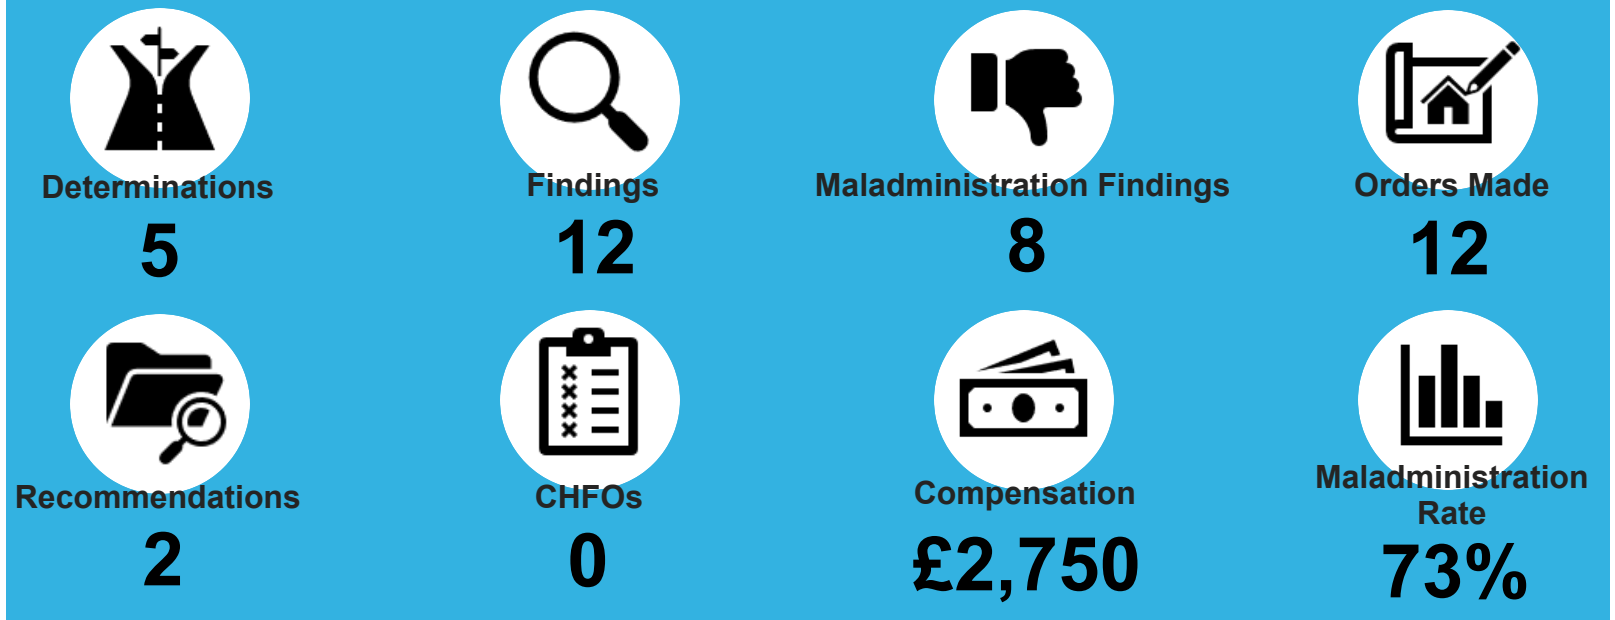 Determinations
5
Findings
12
Maladministration Findings
8
Orders Made
12
Recommendations
2
CHFOs
0
Compensation
£2,750
Maladministration
Rate
73%